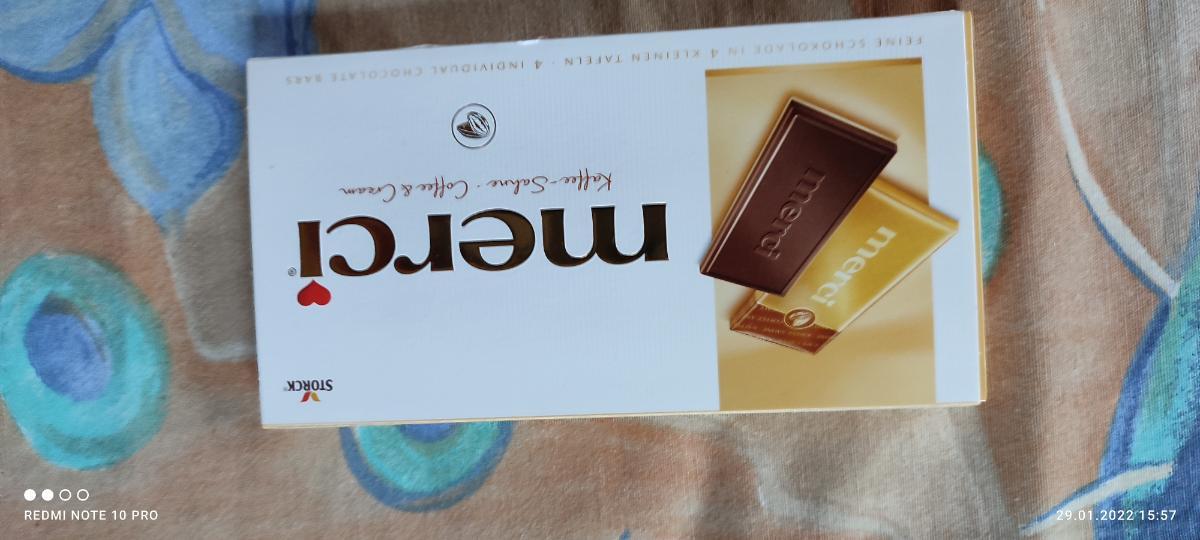 STORCK®
merci®
Kaffee-Sahne · Coffee & Cream
FEINE SCHOKOLADE IN 4 KLEINEN TAFELN · 4 INDIVIDUAL CHOCOLATE BARS
merci
merci
REDMI NOTE 10 PRO
29.01.2022 15:57